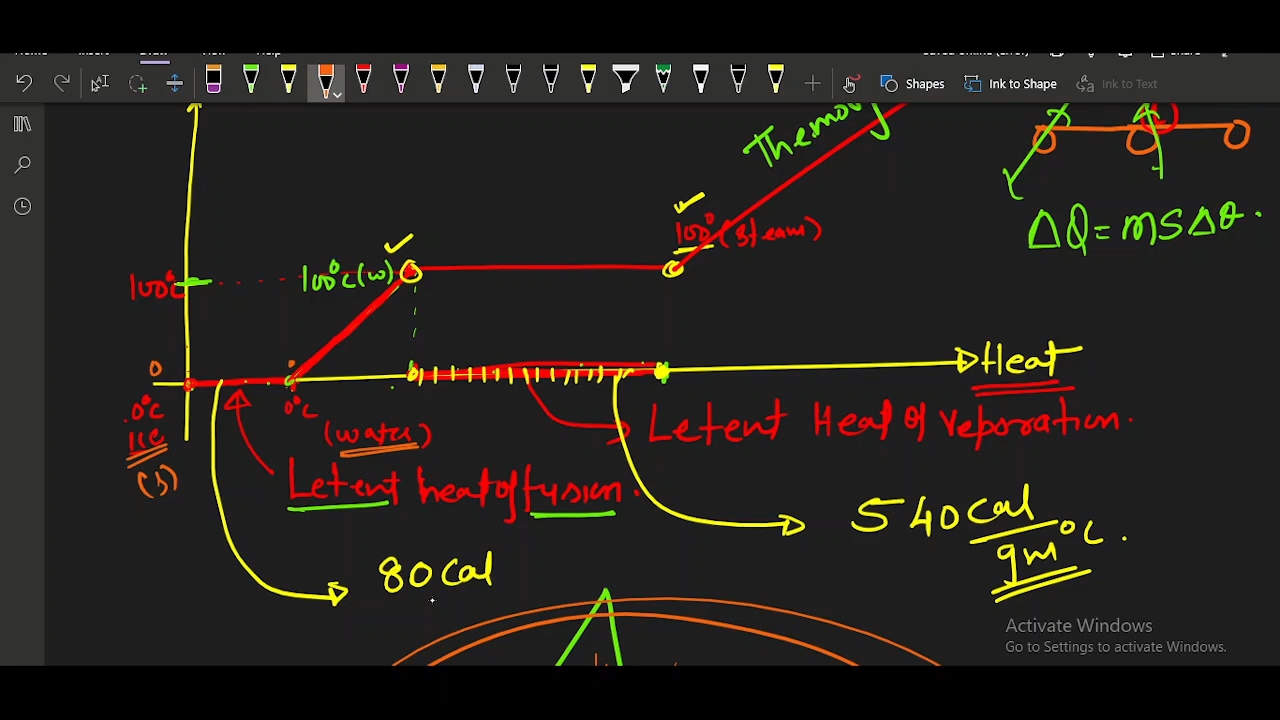 Shapes
Ink to Shape
Ink to Text
ΔQ = mSΔθ.
100° (steam)
100°C (w)
100°C
0
0
0°C
0°C
ICE
(water)
(s)
Heat
Letent Heat of veporation.
Letent heat of fusion.
540 Cal
gm °C.
80 Cal
Activate Windows
Go to Settings to activate Windows.